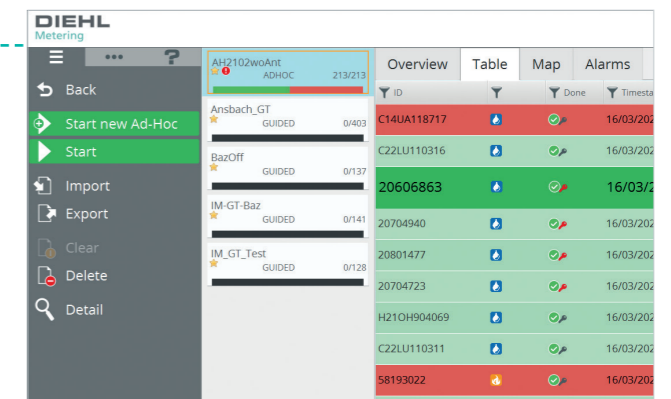 DIEHL
Metering
••• ?
Back
Start new Ad-Hoc
Start
Import
Export
Clear
Delete
Detail
AH2102woAnt
ADHOC 213/213
Ansbach_GT
GUIDED 0/403
BazOff
GUIDED 0/137
IM-GT-Baz
GUIDED 0/141
IM_GT_Test
GUIDED 0/128
Overview Table Map Alarms
ID Done Timesta
C14UA118717 16/03/202
C22LU110316 16/03/202
20606863 16/03/2
20704940 16/03/202
20801477 16/03/202
20704723 16/03/202
H21OH904069 16/03/202
C22LU110311 16/03/202
58193022 16/03/202